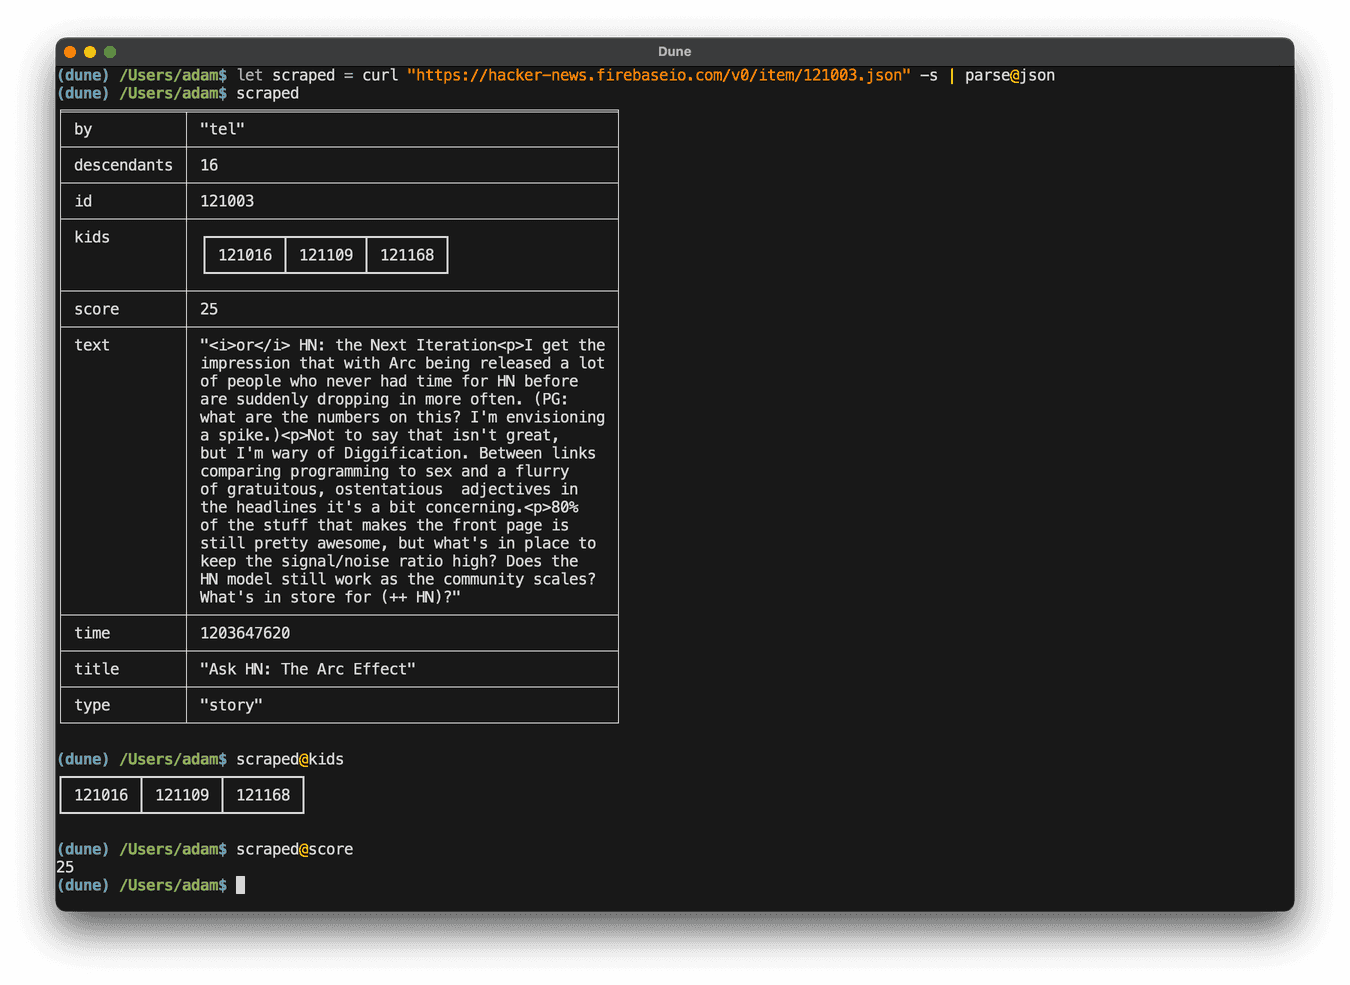 Dune
(dune) /Users/adam$ let scraped = curl "https://hacker-news.firebaseio.com/v0/item/121003.json" -s | parse@json
(dune) /Users/adam$ scraped
by "tel"
descendants 16
id 121003
kids 121016 121109 121168
score 25
text "<i>or</i> HN: the Next Iteration<p>I get the
impression that with Arc being released a lot
of people who never had time for HN before
are suddenly dropping in more often. (PG:
what are the numbers on this? I'm envisioning
a spike.)<p>Not to say that isn't great,
but I'm wary of Diggification. Between links
comparing programming to sex and a flurry
of gratuitous, ostentatious  adjectives in
the headlines it's a bit concerning.<p>80%
of the stuff that makes the front page is
still pretty awesome, but what's in place to
keep the signal/noise ratio high? Does the
HN model still work as the community scales?
What's in store for (++ HN)?"
time 1203647620
title "Ask HN: The Arc Effect"
type "story"
(dune) /Users/adam$ scraped@kids
121016 121109 121168
(dune) /Users/adam$ scraped@score
25
(dune) /Users/adam$